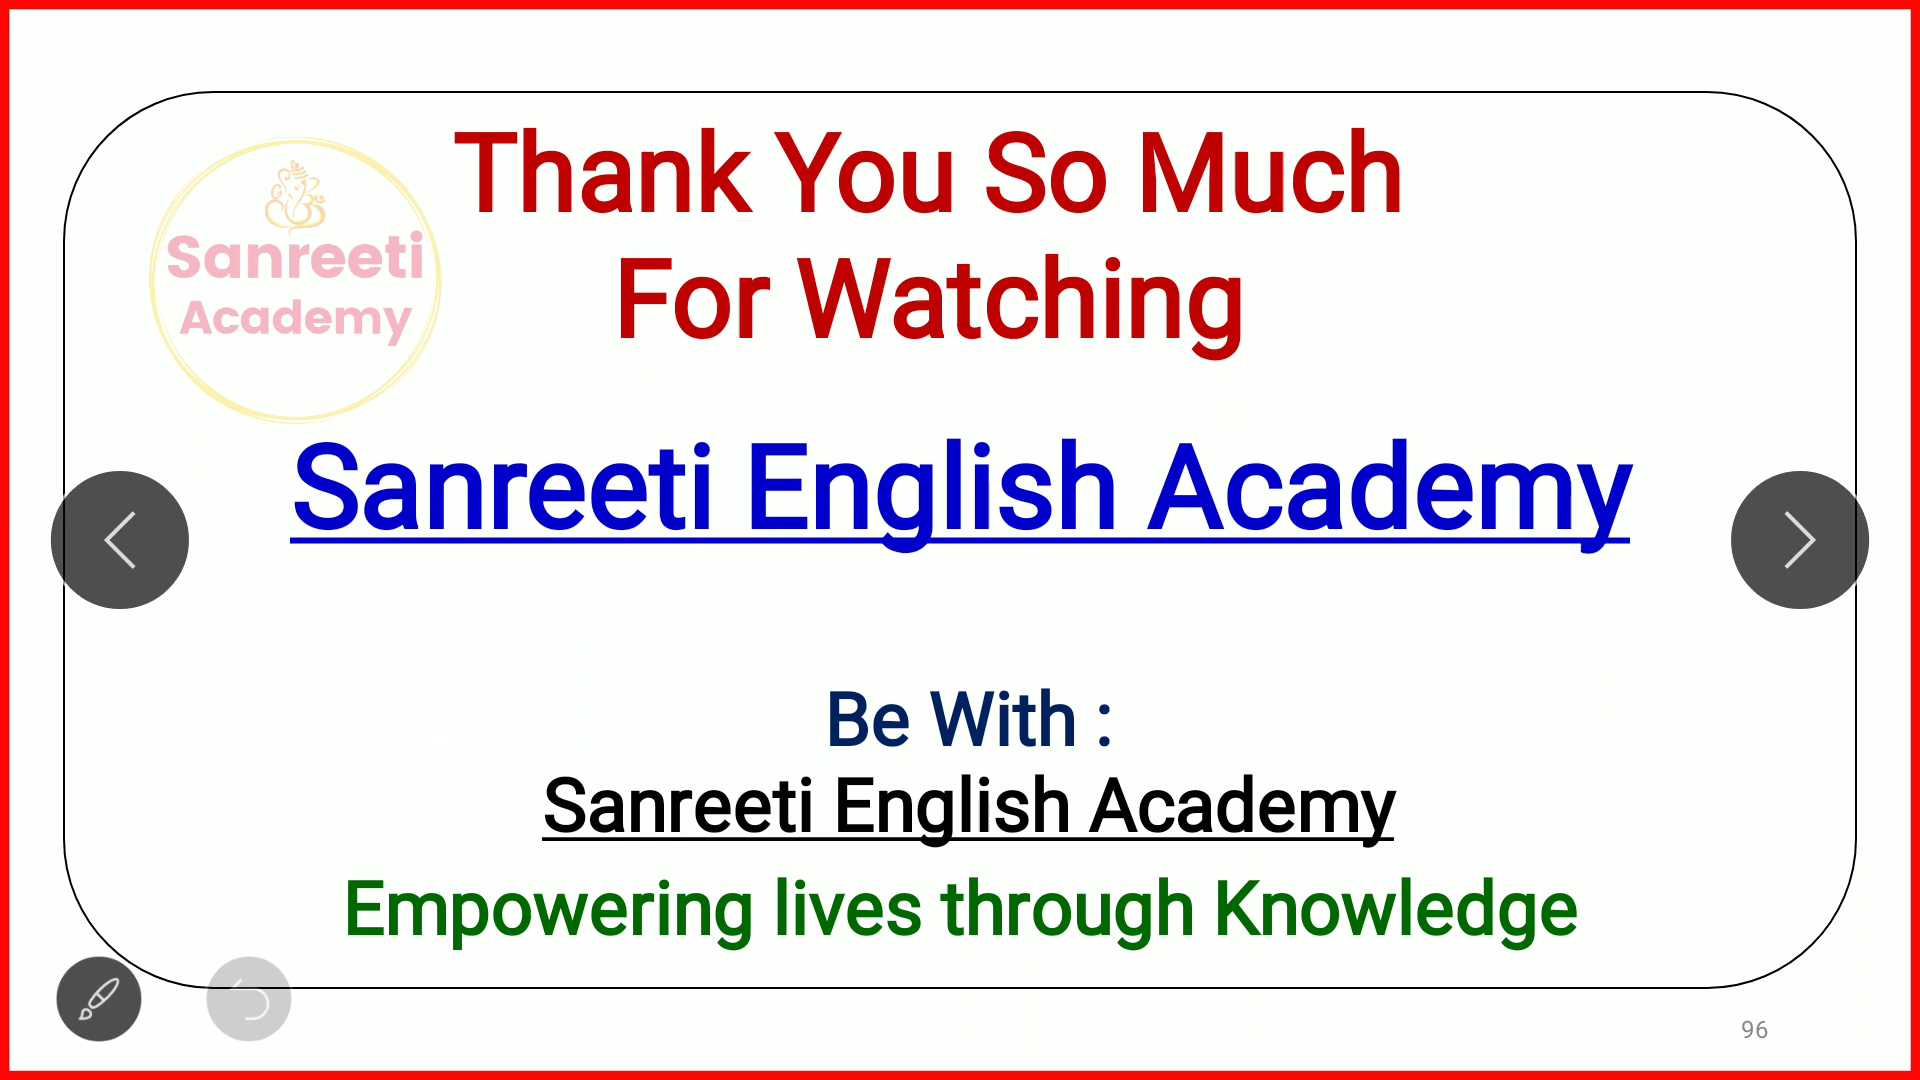 Thank You So Much
For Watching
Sanreeti
Academy
Sanreeti English Academy
Be With :
Sanreeti English Academy
Empowering lives through Knowledge
96